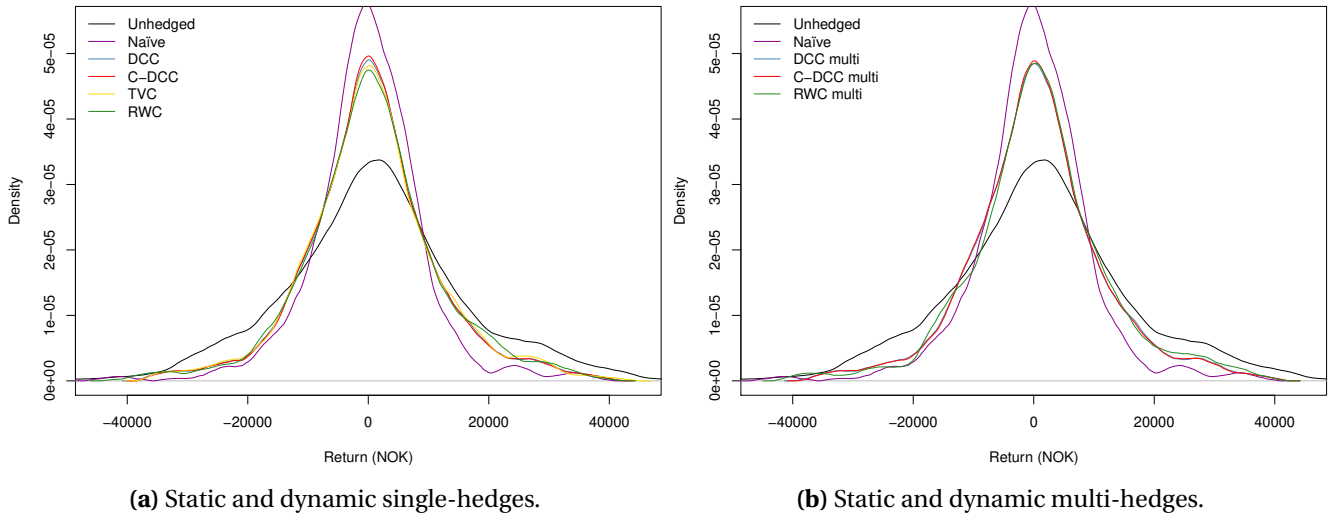 Unhedged
Naïve
DCC
C−DCC
TVC
RWC
Density
0e+00 1e−05 2e−05 3e−05 4e−05 5e−05
−40000 −20000 0 20000 40000
Return (NOK)
(a) Static and dynamic single-hedges.
Unhedged
Naïve
DCC multi
C−DCC multi
RWC multi
Density
0e+00 1e−05 2e−05 3e−05 4e−05 5e−05
−40000 −20000 0 20000 40000
Return (NOK)
(b) Static and dynamic multi-hedges.